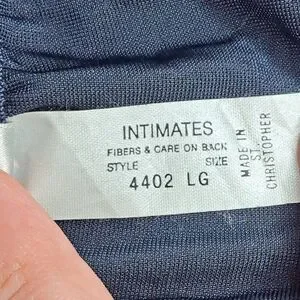 INTIMATES
FIBERS & CARE ON BACK
STYLE SIZE
4402 LG
MADE IN
ST.
CHRISTOPHER